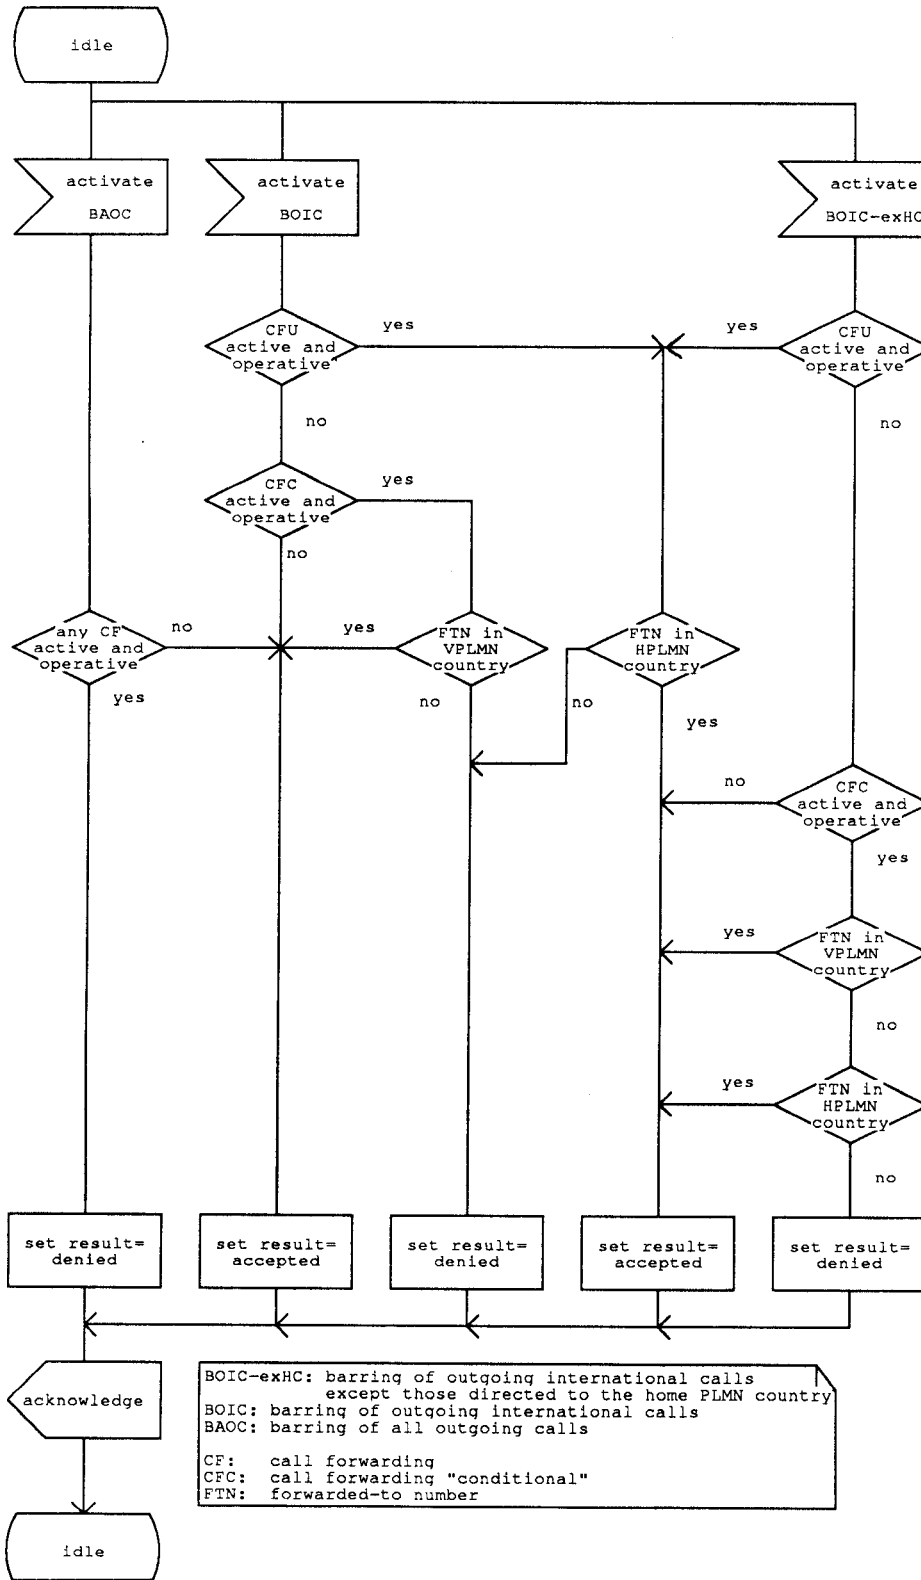 idle
activate
BAOC
activate
BOIC
activate
BOIC-exHC
CFU
active and
operative
yes
yes
CFU
active and
operative
no
no
CFC
active and
operative
yes
no
any CF
active and
operative
no
yes
FTN in
VPLMN
country
FTN in
HPLMN
country
yes
no
no
yes
no
CFC
active and
operative
yes
yes
FTN in
VPLMN
country
no
yes
FTN in
HPLMN
country
no
set result=
denied
set result=
accepted
set result=
denied
set result=
accepted
set result=
denied
acknowledge
BOIC-exHC: barring of outgoing international calls
except those directed to the home PLMN country
BOIC: barring of outgoing international calls
BAOC: barring of all outgoing calls
CF: call forwarding
CFC: call forwarding "conditional"
FTN: forwarded-to number
idle